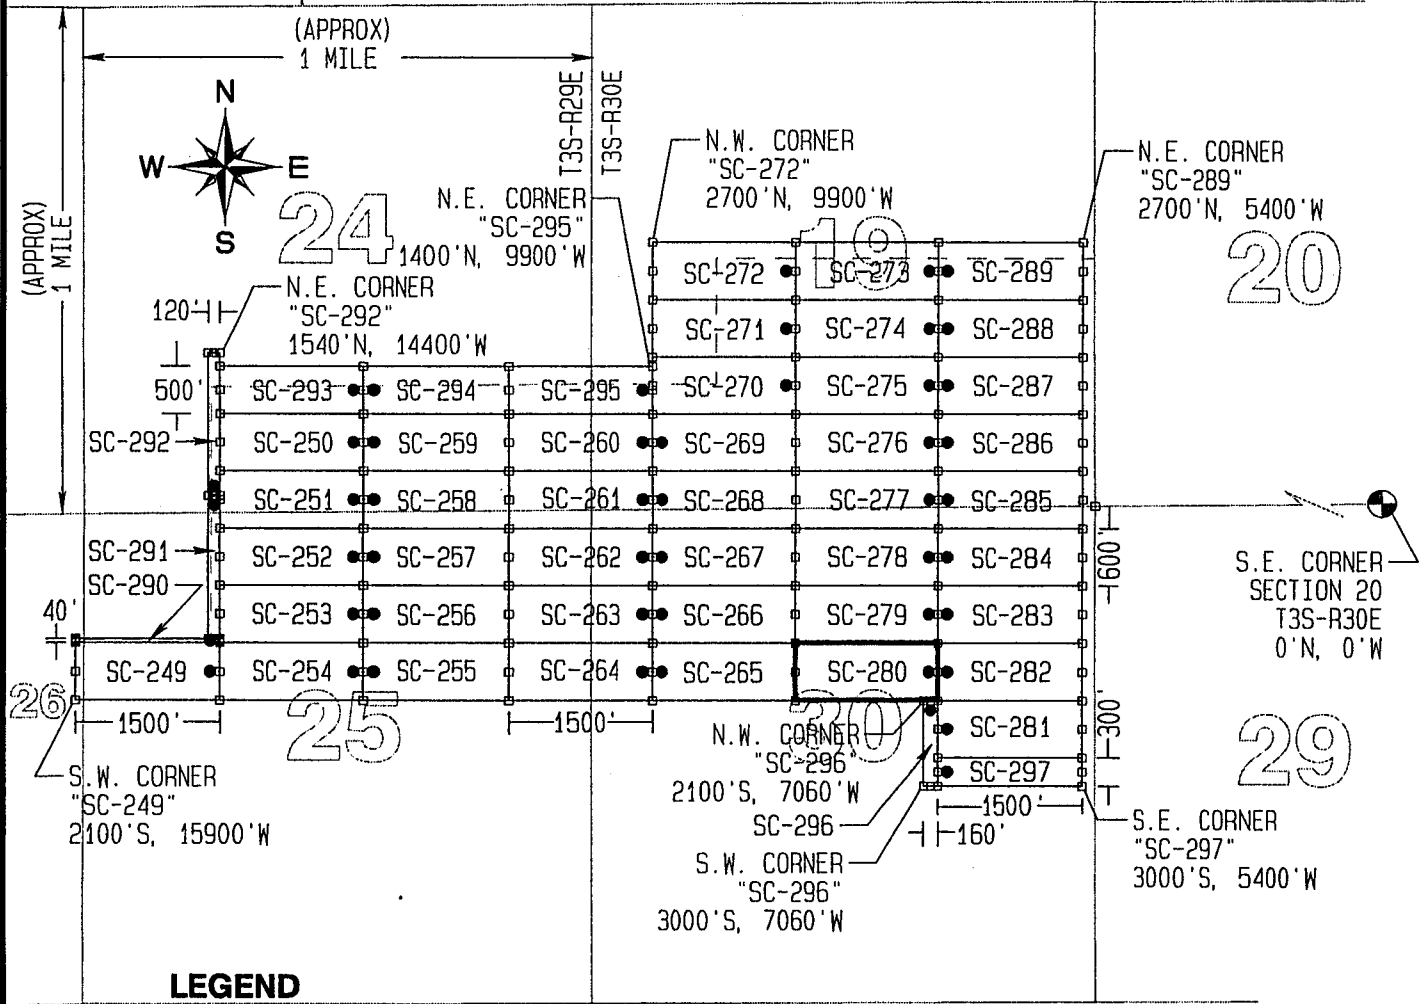 (APPROX)
1 MILE
(APPROX)
1 MILE
N
W E
S
T3S-R29E
T3S-R30E
N.W. CORNER
"SC-272"
2700'N, 9900'W
N.E. CORNER
"SC-289"
2700'N, 5400'W
N.E. CORNER
"SC-295"
1400'N, 9900'W
24
19
20
N.E. CORNER
"SC-292"
1540'N, 14400'W
120'
500'
SC-272 SC-273 SC-289
SC-271 SC-274 SC-288
SC-293 SC-294 SC-295 SC-270 SC-275 SC-287
SC-292
SC-250 SC-259 SC-260 SC-269 SC-276 SC-286
SC-251 SC-258 SC-261 SC-268 SC-277 SC-285
SC-291
SC-252 SC-257 SC-262 SC-267 SC-278 SC-284
600'
S.E. CORNER
SECTION 20
T3S-R30E
0'N, 0'W
SC-290
40'
SC-253 SC-256 SC-263 SC-266 SC-279 SC-283
SC-249 SC-254 SC-255 SC-264 SC-265 SC-280 SC-282
26
1500'
25
1500'
30
29
SC-281
300'
SC-297
1500'
160'
N.W. CORNER
"SC-296"
2100'S, 7060'W
SC-296
S.W. CORNER
"SC-296"
3000'S, 7060'W
S.W. CORNER
"SC-249"
2100'S, 15900'W
S.E. CORNER
"SC-297"
3000'S, 5400'W
LEGEND